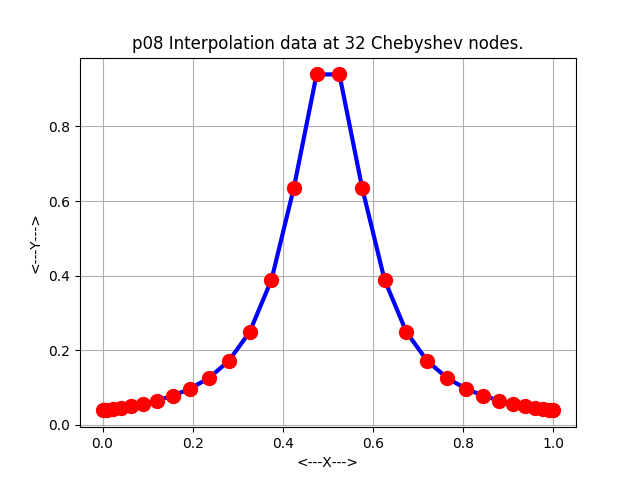 p08 Interpolation data at 32 Chebyshev nodes.
0.8
0.6
0.4
0.2
0.0
<---Y--->
0.0 0.2 0.4 0.6 0.8 1.0
<---X--->